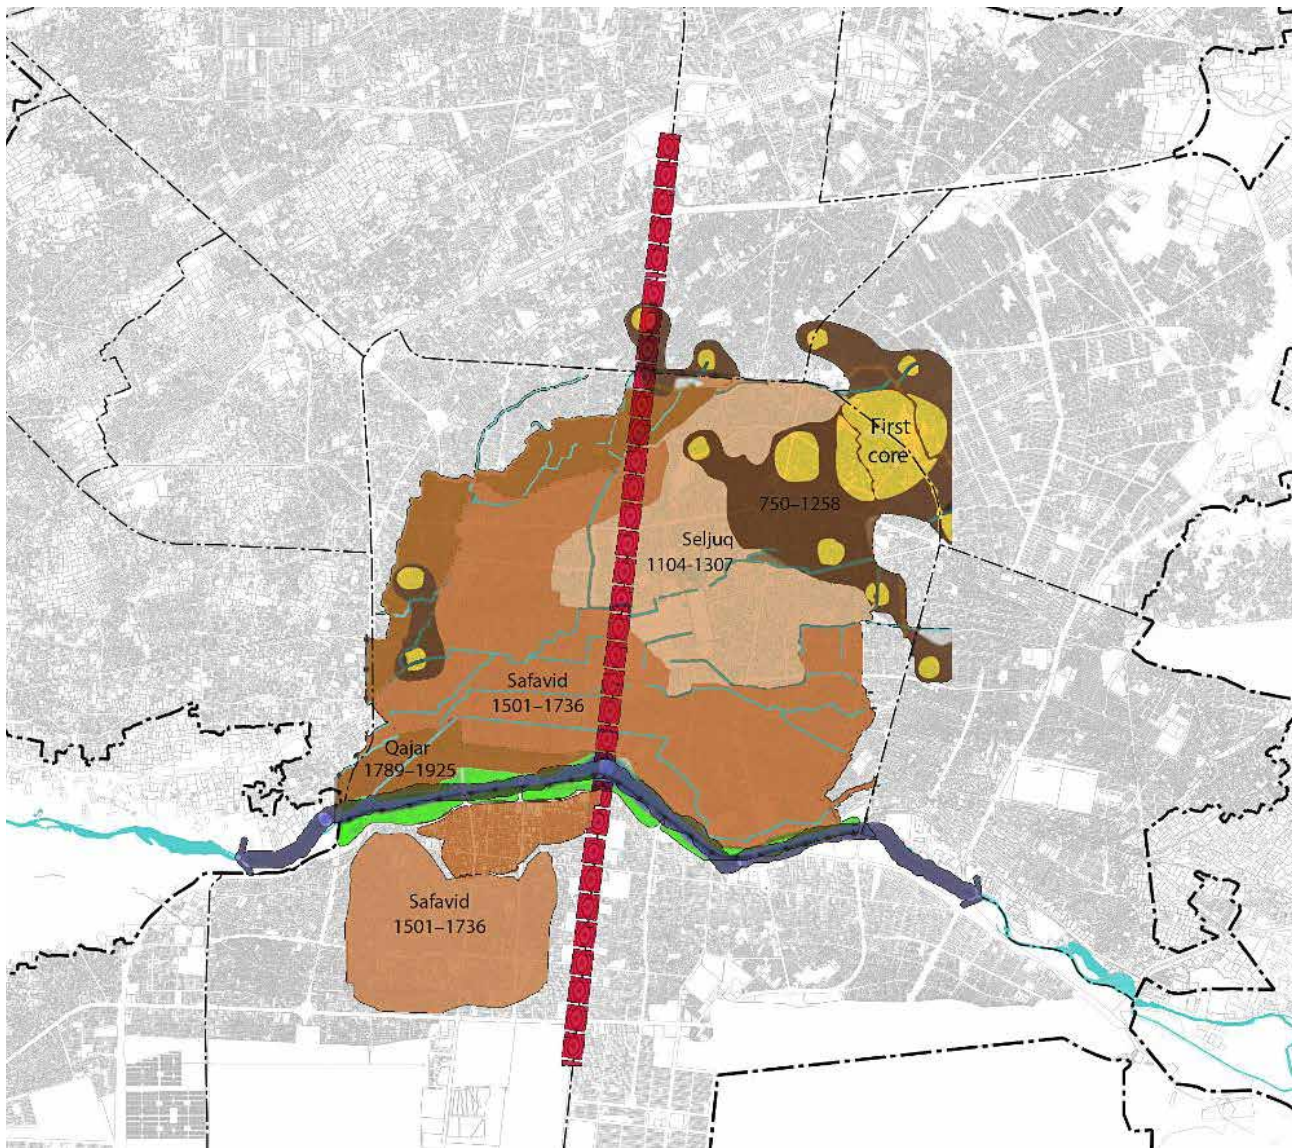 First
core
750–1258
Seljuq
1104-1307
Safavid
1501–1736
Qajar
1789–1925
Safavid
1501–1736